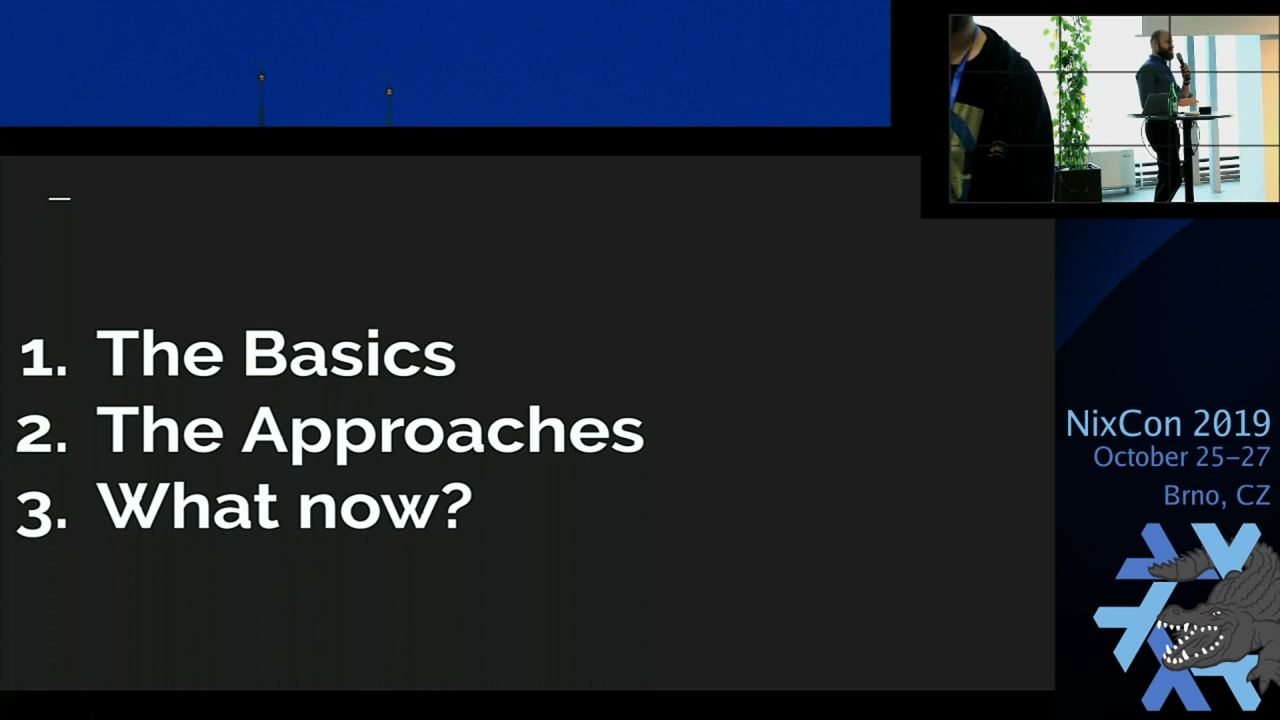 1. The Basics
2. The Approaches
3. What now?
NixCon 2019
October 25–27
Brno, CZ